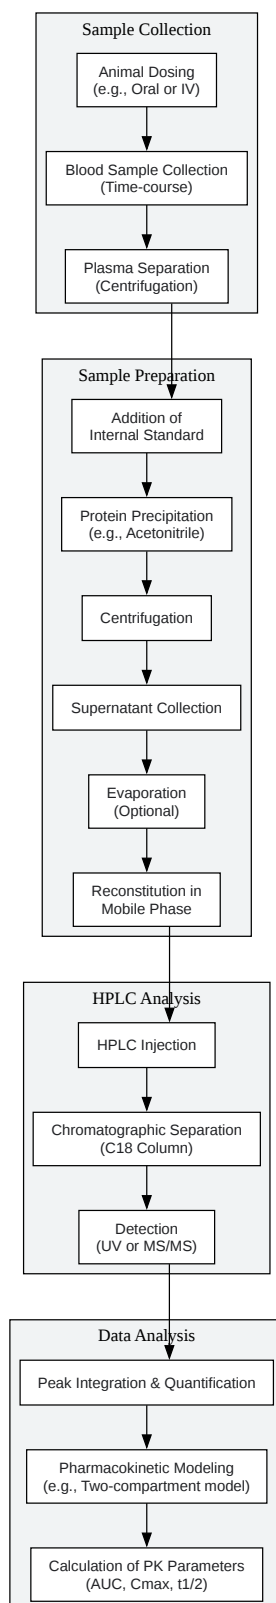 Sample Collection
Animal Dosing
(e.g., Oral or IV)
Blood Sample Collection
(Time-course)
Plasma Separation
(Centrifugation)
Sample Preparation
Addition of
Internal Standard
Protein Precipitation
(e.g., Acetonitrile)
Centrifugation
Supernatant Collection
Evaporation
(Optional)
Reconstitution in
Mobile Phase
HPLC Analysis
HPLC Injection
Chromatographic Separation
(C18 Column)
Detection
(UV or MS/MS)
Data Analysis
Peak Integration & Quantification
Pharmacokinetic Modeling
(e.g., Two-compartment model)
Calculation of PK Parameters
(AUC, Cmax, t1/2)